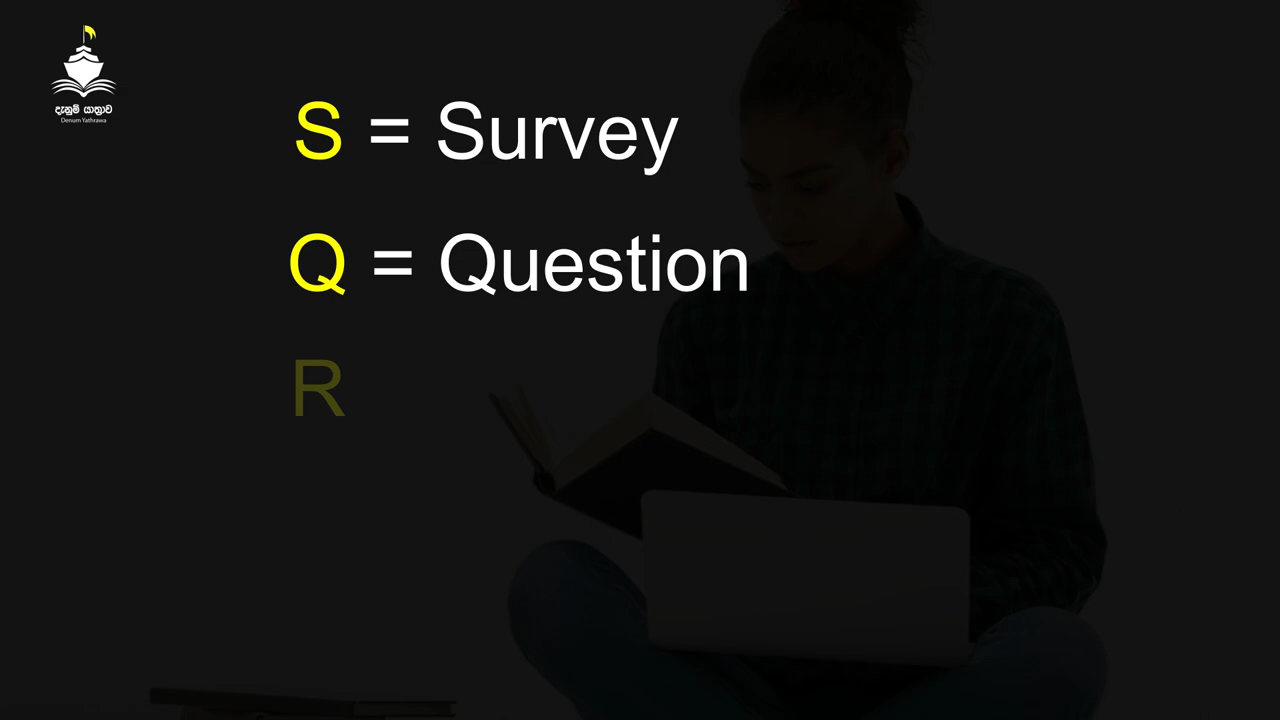 දැනුම් යාත්‍රාව
Denum Yathrawa
S = Survey
Q = Question
R